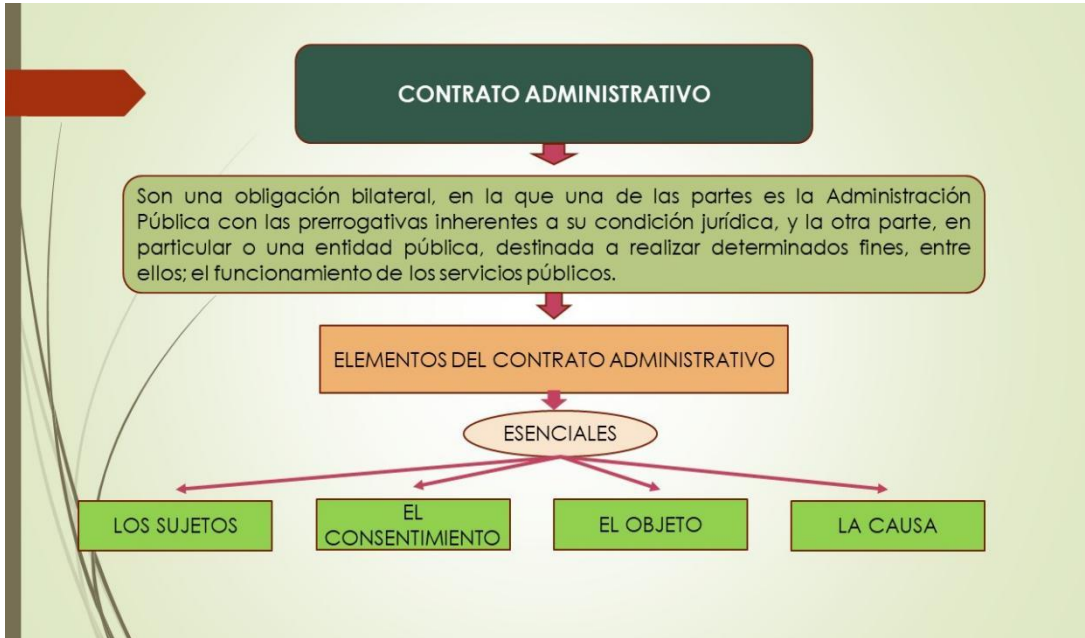 CONTRATO ADMINISTRATIVO
Son una obligación bilateral, en la que una de las partes es la Administración
Pública con las prerrogativas inherentes a su condición jurídica, y la otra parte, en
particular o una entidad pública, destinada a realizar determinados fines, entre
ellos; el funcionamiento de los servicios públicos.
ELEMENTOS DEL CONTRATO ADMINISTRATIVO
ESENCIALES
LOS SUJETOS
EL
CONSENTIMIENTO
EL OBJETO
LA CAUSA